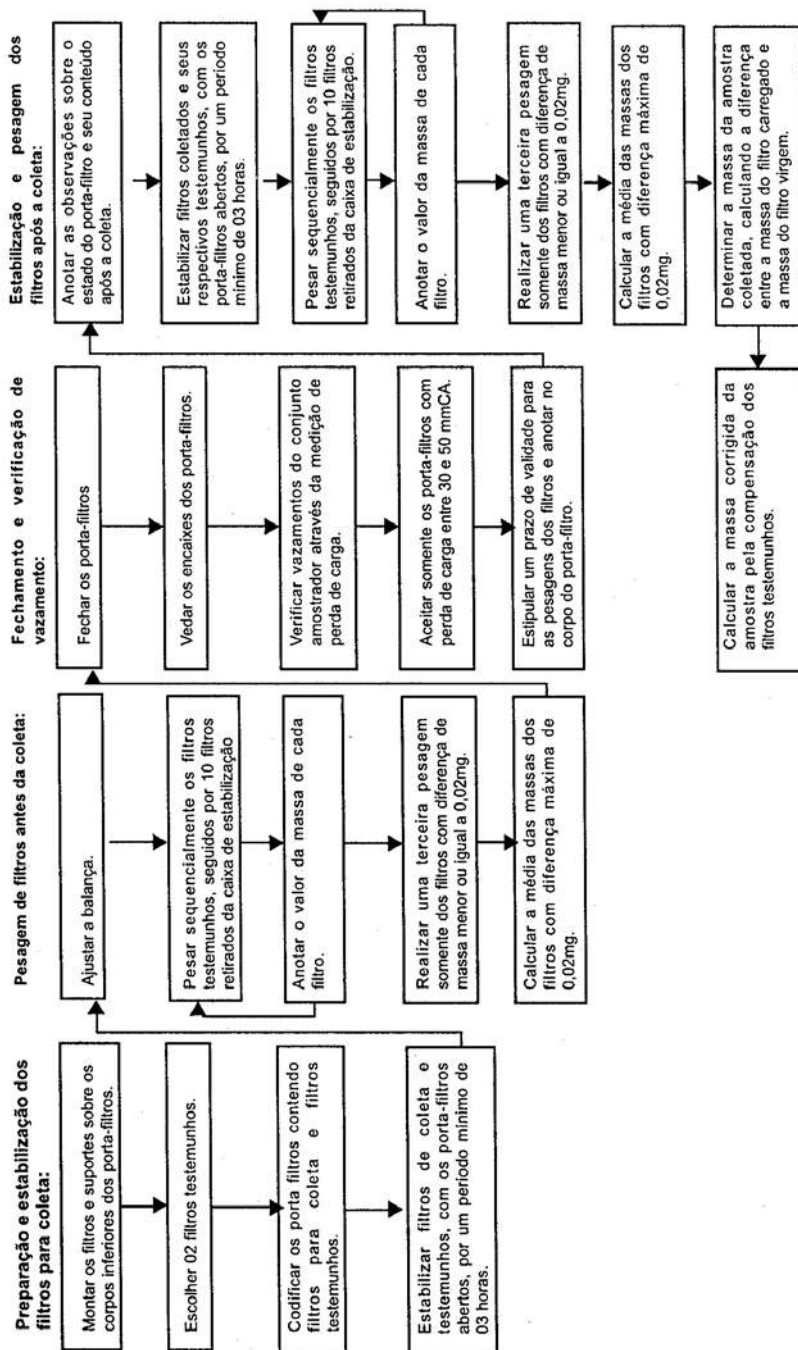 Preparação e estabilização dos
filtros para coleta:
Montar os filtros e suportes sobre os
corpos inferiores dos porta-filtros.
Escolher 02 filtros testemunhos.
Codificar os porta filtros contendo
filtros para coleta e filtros
testemunhos.
Estabilizar filtros de coleta e
testemunhos, com os porta-filtros
abertos, por um período mínimo de
03 horas.
Pesagem de filtros antes da coleta:
Ajustar a balança.
Pesar sequencialmente os filtros
testemunhos, seguidos por 10 filtros
retirados da caixa de estabilização
Anotar o valor da massa de cada
filtro.
Realizar uma terceira pesagem
somente dos filtros com diferença de
massa menor ou igual a 0,02mg.
Calcular a média das massas dos
filtros com diferença máxima de
0,02mg.
Fechamento e verificação de
vazamento:
Fechar os porta-filtros
Vedar os encaixes dos porta-filtros.
Verificar vazamentos do conjunto
amostrador através da medição de
perda de carga.
Aceitar somente os porta-filtros com
perda de carga entre 30 e 50 mmCA.
Estipular um prazo de validade para
as pesagens dos filtros e anotar no
corpo do porta-filtro.
Estabilização e pesagem dos
filtros após a coleta:
Anotar as observações sobre o
estado do porta-filtro e seu conteúdo
após a coleta.
Estabilizar filtros coletados e seus
respectivos testemunhos, com os
porta-filtros abertos, por um período
mínimo de 03 horas.
Pesar sequencialmente os filtros
testemunhos, seguidos por 10 filtros
retirados da caixa de estabilização.
Anotar o valor da massa de cada
filtro.
Realizar uma terceira pesagem
somente dos filtros com diferença de
massa menor ou igual a 0,02mg.
Calcular a média das massas dos
filtros com diferença máxima de
0,02mg.
Determinar a massa da amostra
coletada, calculando a diferença
entre a massa do filtro carregado e
a massa do filtro virgem.
Calcular a massa corrigida da
amostra pela compensação dos
filtros testemunhos.